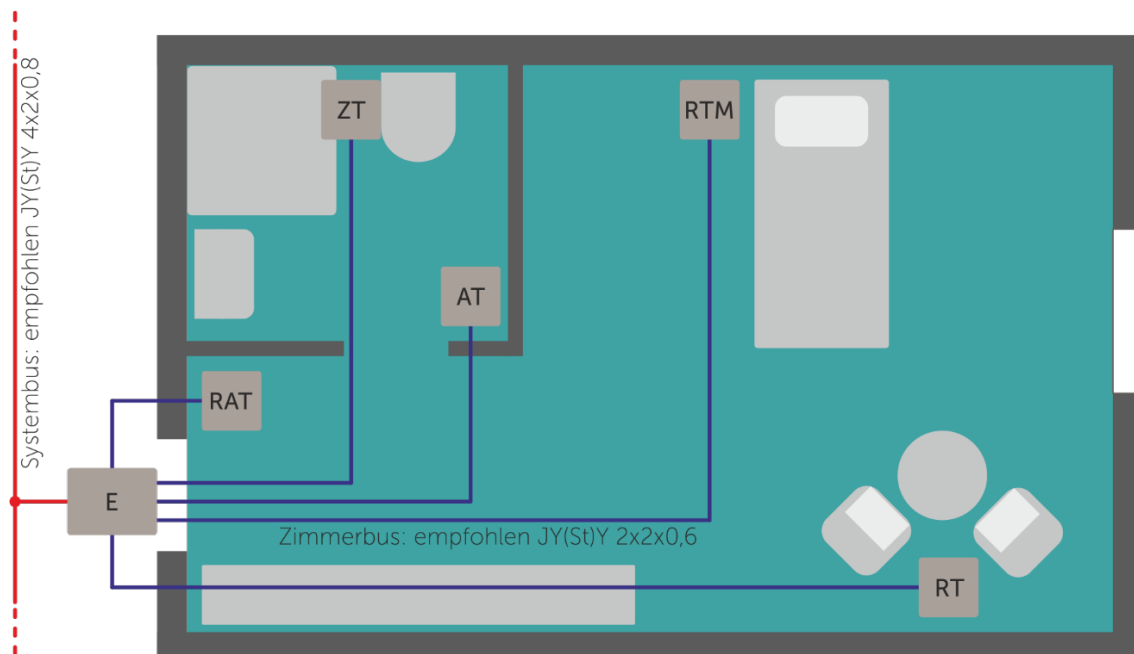 Systembus: empfohlen JY(St)Y 4x2x0,8
ZT
RTM
AT
RAT
E
Zimmerbus: empfohlen JY(St)Y 2x2x0,6
RT